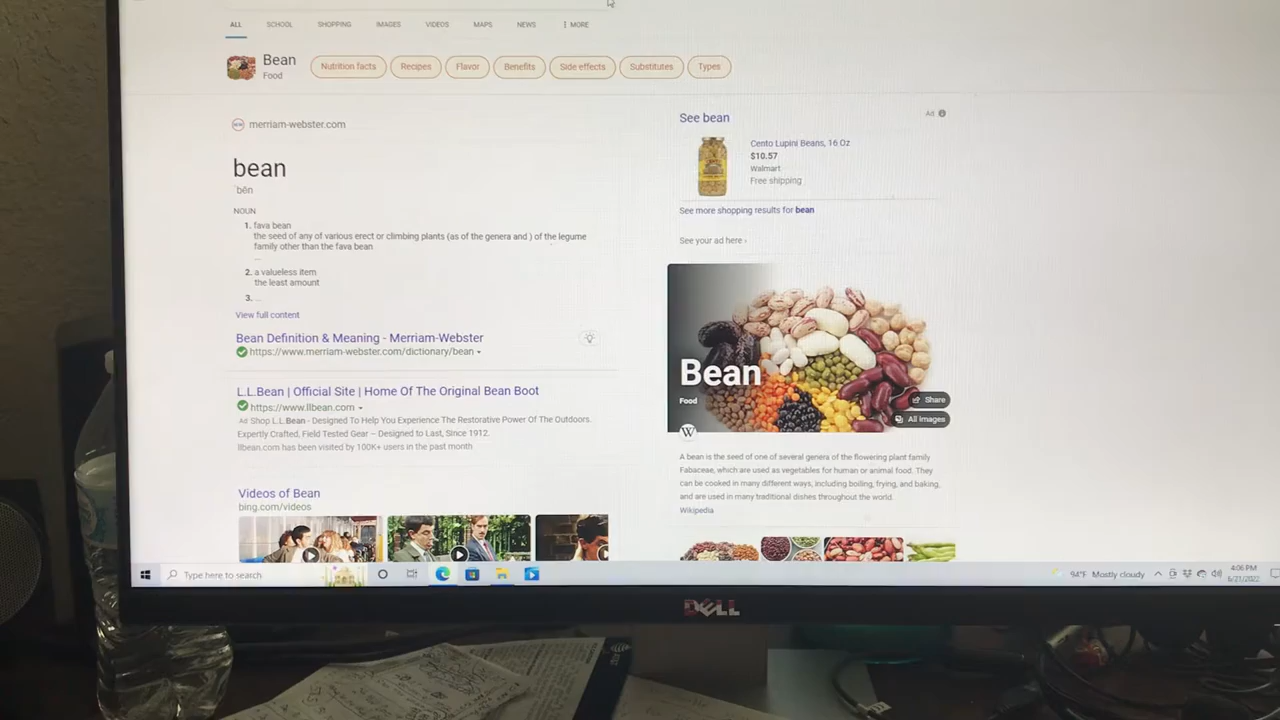 ALL SCHOOL SHOPPING IMAGES VIDEOS MAPS NEWS MORE
Bean
Food
Nutrition facts Recipes Flavor Benefits Side effects Substitutes Types
merriam-webster.com
bean
ˈbēn
NOUN
1. fava bean
the seed of any of various erect or climbing plants (as of the genera and ) of the legume
family other than the fava bean
...
2. a valueless item
the least amount
3. ...
View full content
Bean Definition & Meaning - Merriam-Webster
https://www.merriam-webster.com/dictionary/bean
L.L.Bean | Official Site | Home Of The Original Bean Boot
https://www.llbean.com
Ad Shop L.L.Bean - Designed To Help You Experience The Restorative Power Of The Outdoors.
Expertly Crafted, Field Tested Gear – Designed to Last, Since 1912.
llbean.com has been visited by 100K+ users in the past month
Videos of Bean
bing.com/videos
See bean
Ad
Cento Lupini Beans, 16 Oz
$10.57
Walmart
Free shipping
See more shopping results for bean
See your ad here ›
Bean
Food
Share
All images
W
A bean is the seed of one of several genera of the flowering plant family
Fabaceae, which are used as vegetables for human or animal food. They
can be cooked in many different ways, including boiling, frying, and baking,
and are used in many traditional dishes throughout the world.
Wikipedia
Type here to search
94°F Mostly cloudy
4:06 PM
DELL
AT&T